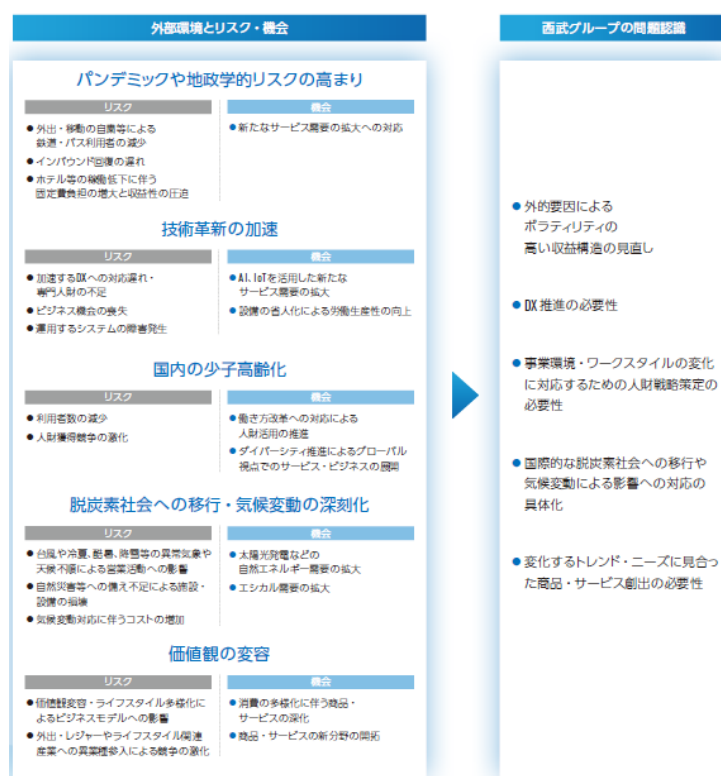 外部環境とリスク・機会
パンデミックや地政学的リスクの高まり
リスク
●外出・移動の自粛等による
鉄道・バス利用者の減少
●インバウンド回復の遅れ
●ホテル等の稼働低下に伴う
固定費負担の増大と収益性の圧迫
機会
●新たなサービス需要の拡大への対応
技術革新の加速
リスク
●加速するDXへの対応遅れ・
専門人財の不足
●ビジネス機会の喪失
●運用するシステムの障害発生
機会
●AI、IoTを活用した新たな
サービス需要の拡大
●設備の省人化による労働生産性の向上
国内の少子高齢化
リスク
●利用者数の減少
●人財獲得競争の激化
機会
●働き方改革への対応による
人財活用の推進
●ダイバーシティ推進によるグローバル
視点でのサービス・ビジネスの展開
脱炭素社会への移行・気候変動の深刻化
リスク
●台風や冷夏、酷暑、降雪等の異常気象や
天候不順による営業活動への影響
●自然災害等への備え不足による施設・
設備の損壊
●気候変動対応に伴うコストの増加
機会
●太陽光発電などの
自然エネルギー需要の拡大
●エシカル需要の拡大
価値観の変容
リスク
●価値観変容・ライフスタイル多様化に
よるビジネスモデルへの影響
●外出・レジャーやライフスタイル関連
産業への異業種参入による競争の激化
機会
●消費の多様化に伴う商品・
サービスの深化
●商品・サービスの新分野の開拓
西武グループの問題認識
●外的要因による
ボラティリティの
高い収益構造の見直し
●DX推進の必要性
●事業環境・ワークスタイルの変化
に対応するための人財戦略策定の
必要性
●国際的な脱炭素社会への移行や
気候変動による影響への対応の
具体化
●変化するトレンド・ニーズに見合っ
た商品・サービス創出の必要性